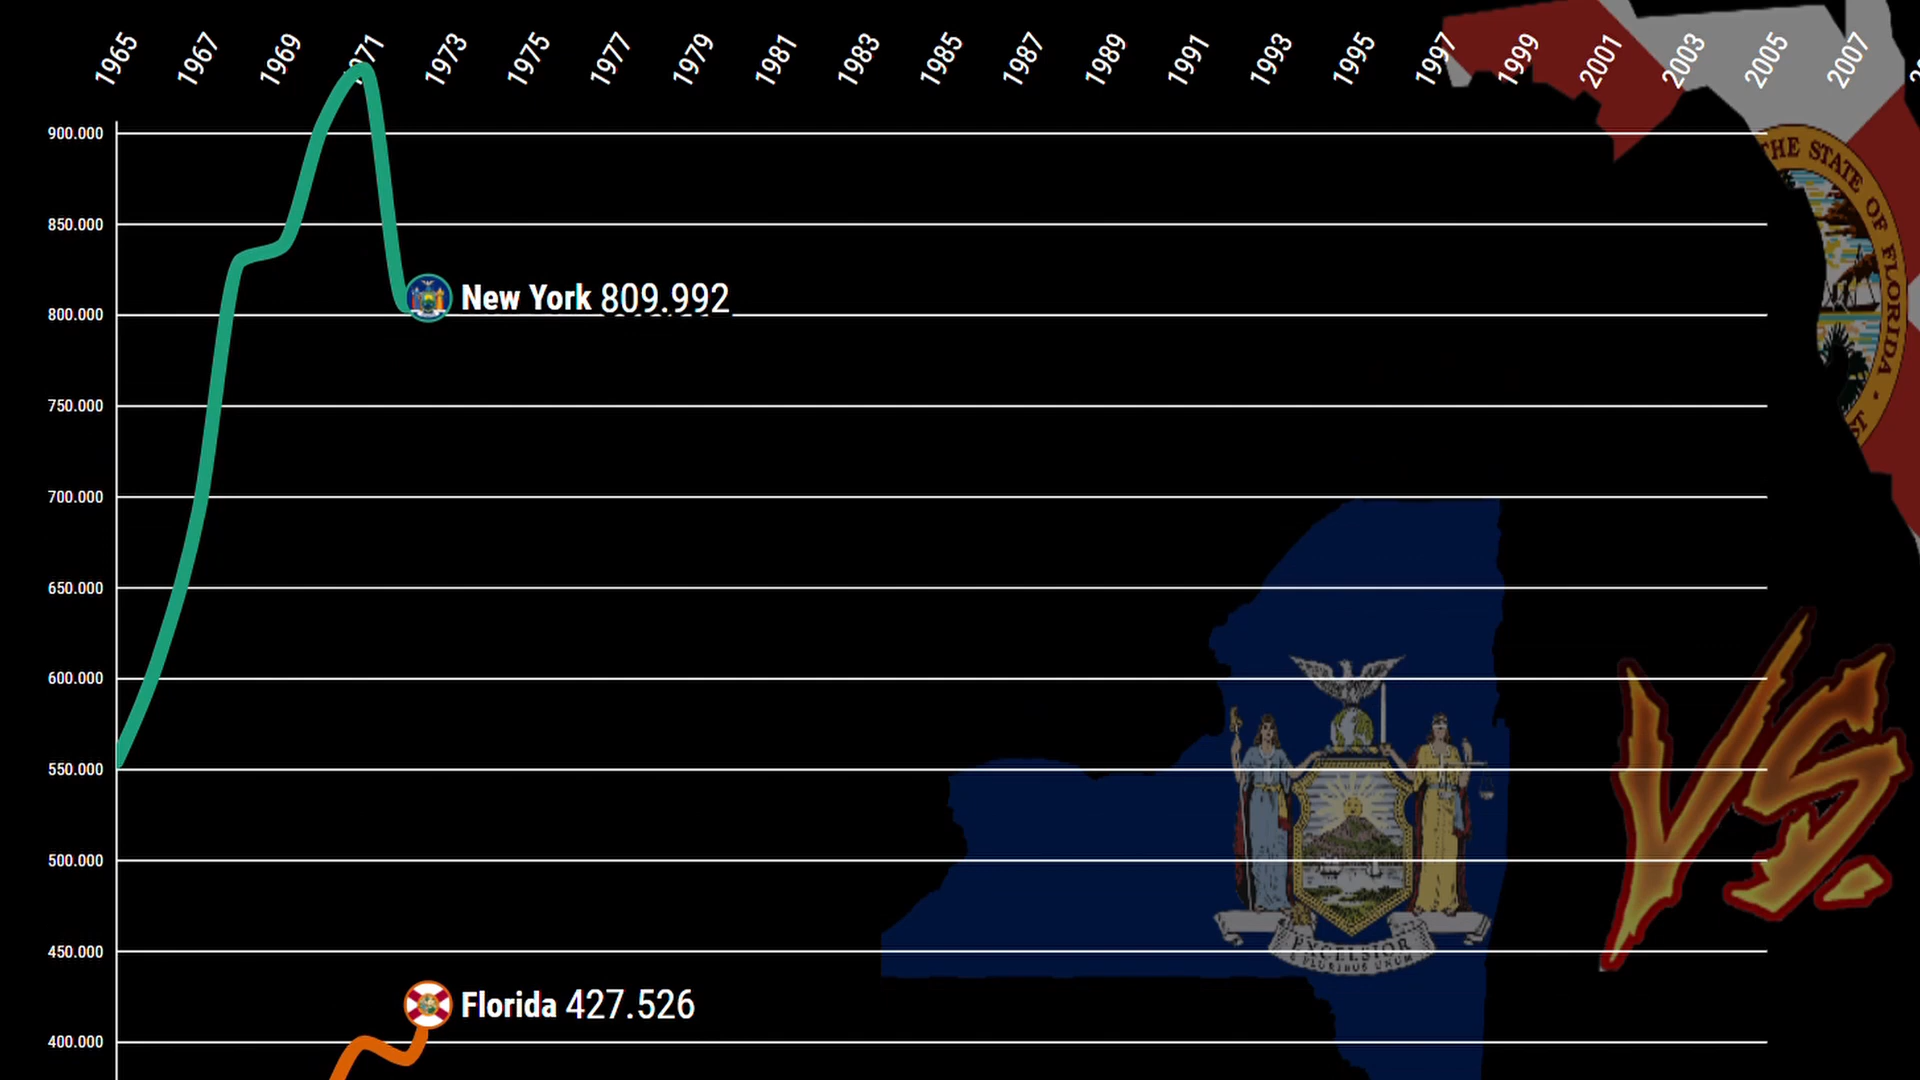 1965 1967 1969 1971 1973 1975 1977 1979 1981 1983 1985 1987 1989 1991 1993 1995 1997 1999 2001 2003 2005 2007
900.000
THE STATE OF FLORIDA
850.000
New York 809.992
800.000
750.000
700.000
650.000
600.000
VS.
550.000
500.000
450.000
EXCELSIOR
E PLURIBUS UNUM
Florida 427.526
400.000